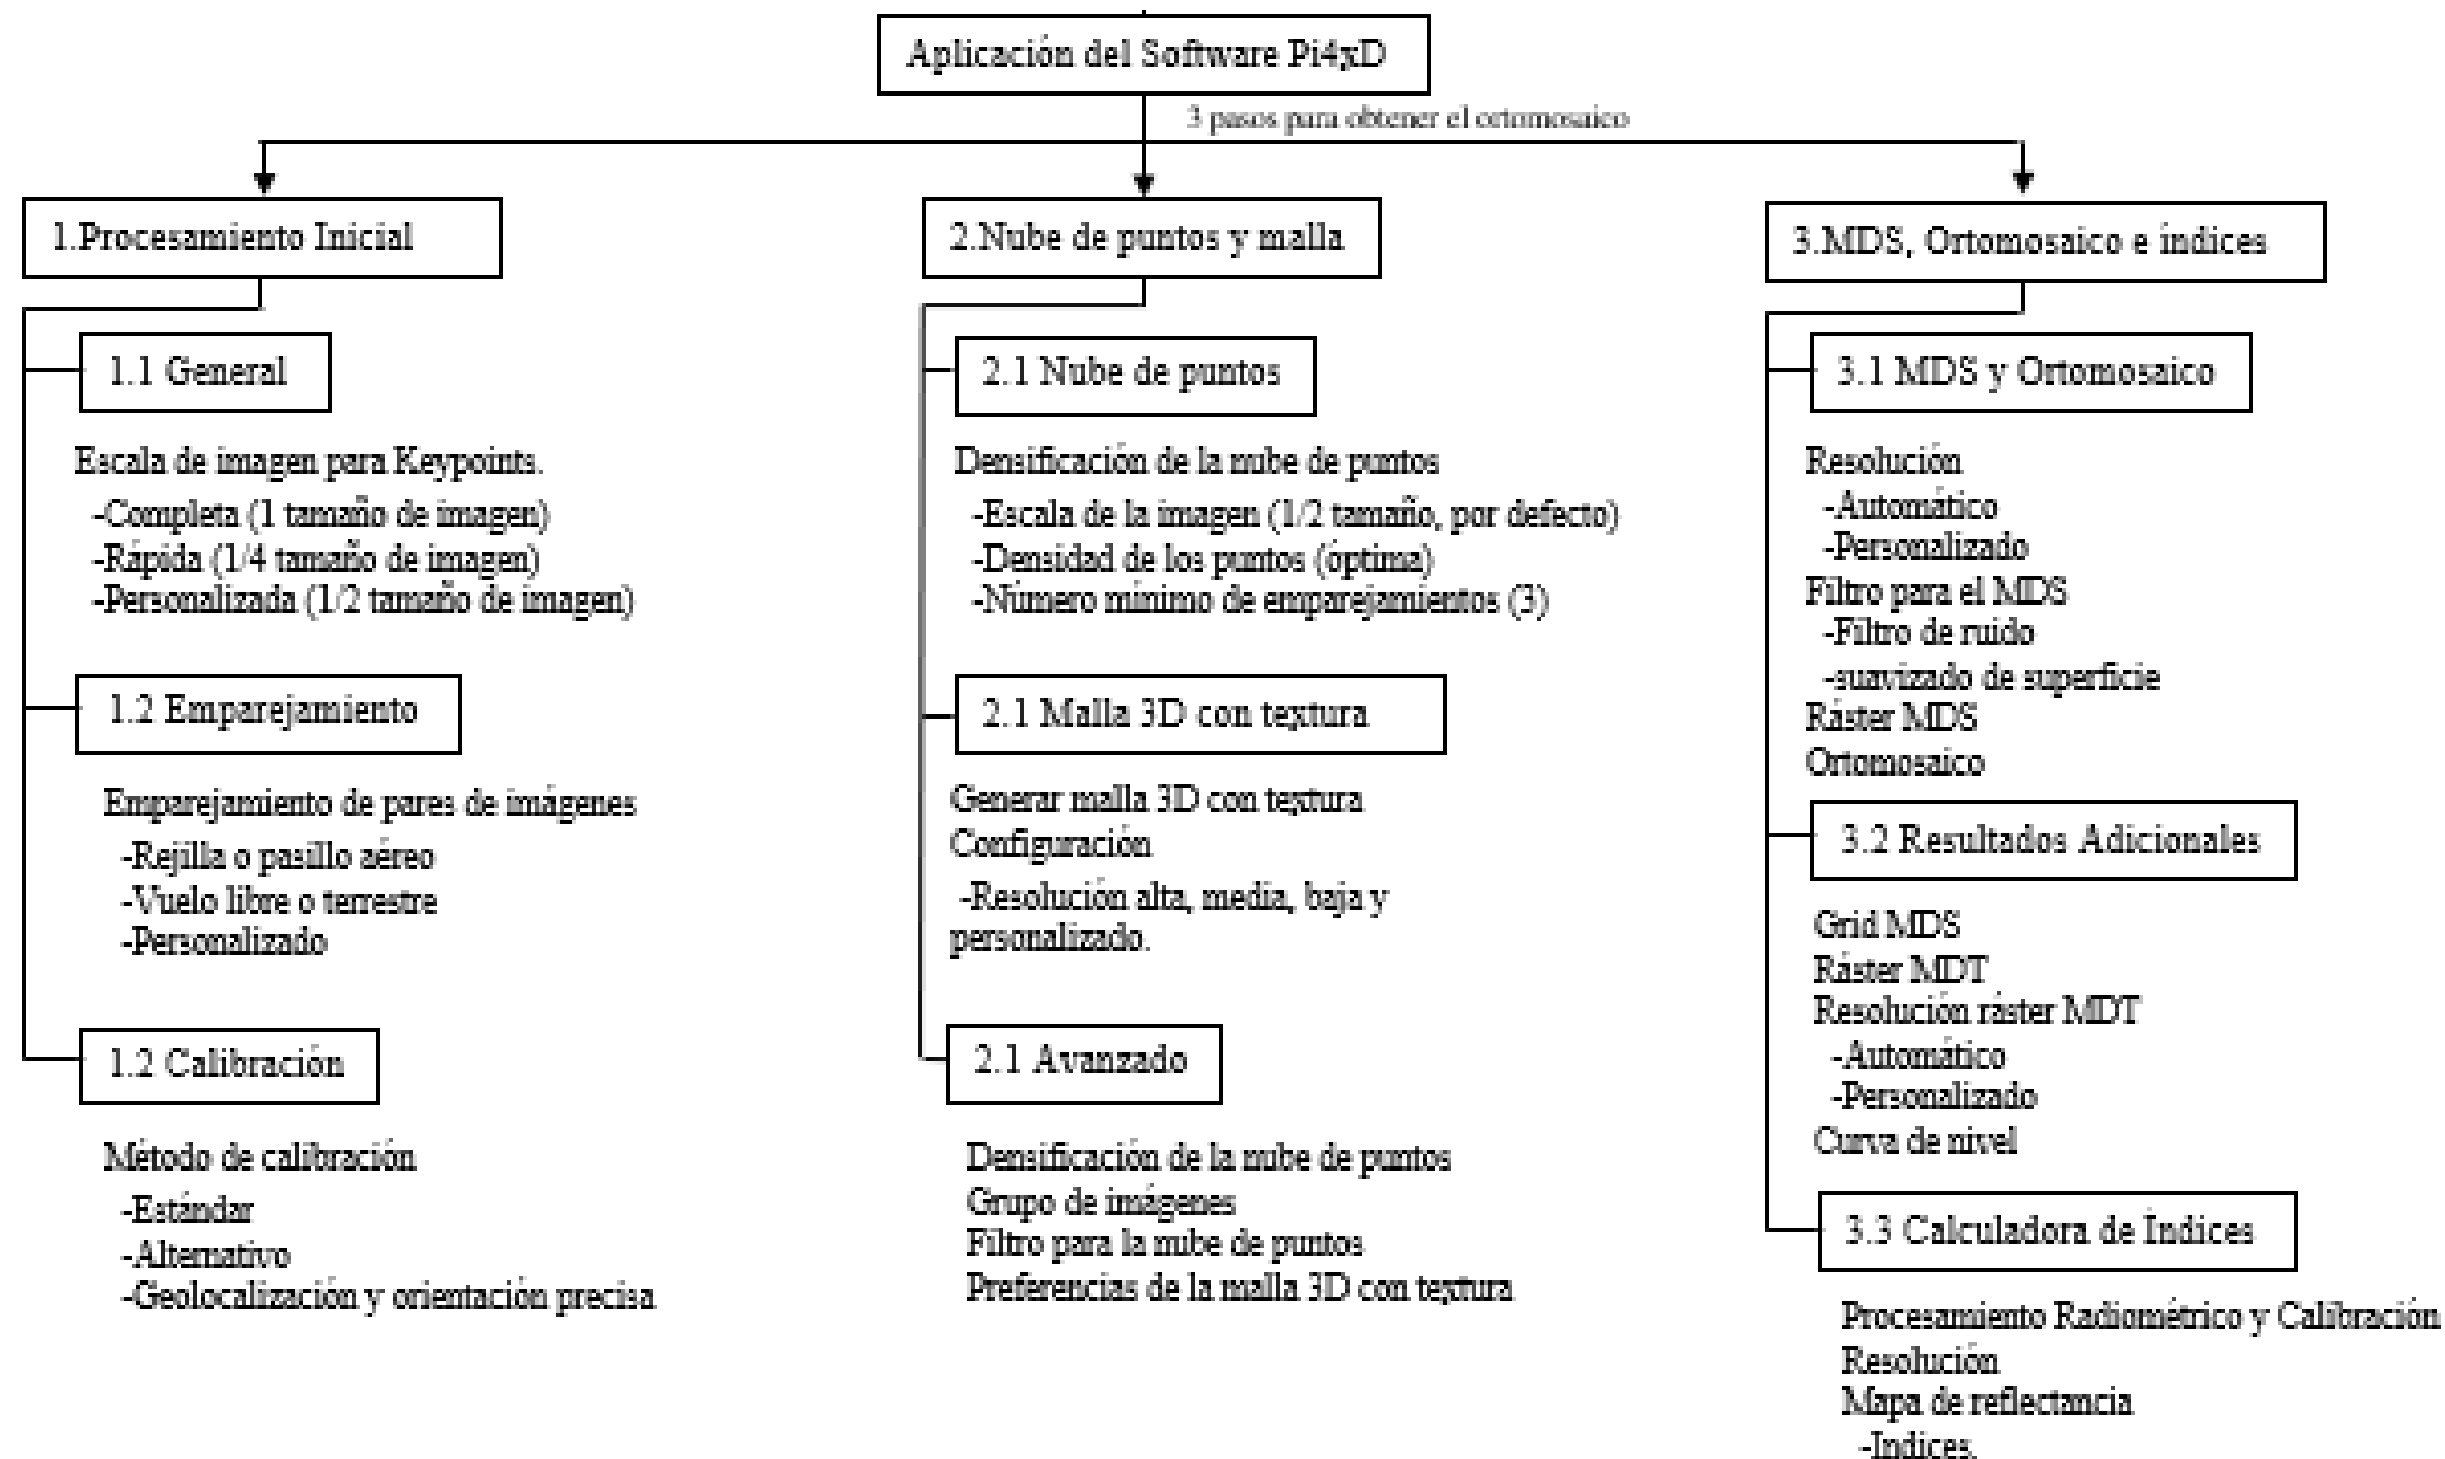 Aplicación del Software Pi4xD
3 pasos para obtener el ortomosaico
1.Procesamiento Inicial
1.1 General
Escala de imagen para Keypoints.
-Completa (1 tamaño de imagen)
-Rápida (1/4 tamaño de imagen)
-Personalizada (1/2 tamaño de imagen)
1.2 Emparejamiento
Emparejamiento de pares de imágenes
-Rejilla o pasillo aéreo
-Vuelo libre o terrestre
-Personalizado
1.2 Calibración
Método de calibración
-Estándar
-Alternativo
-Geolocalización y orientación precisa
2.Nube de puntos y malla
2.1 Nube de puntos
Densificación de la nube de puntos
-Escala de la imagen (1/2 tamaño, por defecto)
-Densidad de los puntos (óptima)
-Número mínimo de emparejamientos (3)
2.1 Malla 3D con textura
Generar malla 3D con textura
Configuración
-Resolución alta, media, baja y
personalizado.
2.1 Avanzado
Densificación de la nube de puntos
Grupo de imágenes
Filtro para la nube de puntos
Preferencias de la malla 3D con textura
3.MDS, Ortomosaico e índices
3.1 MDS y Ortomosaico
Resolución
-Automático
-Personalizado
Filtro para el MDS
-Filtro de ruido
-suavizado de superficie
Ráster MDS
Ortomosaico
3.2 Resultados Adicionales
Grid MDS
Ráster MDT
Resolución ráster MDT
-Automático
-Personalizado
Curva de nivel
3.3 Calculadora de Índices
Procesamiento Radiométrico y Calibración
Resolución
Mapa de reflectancia
-Indices.